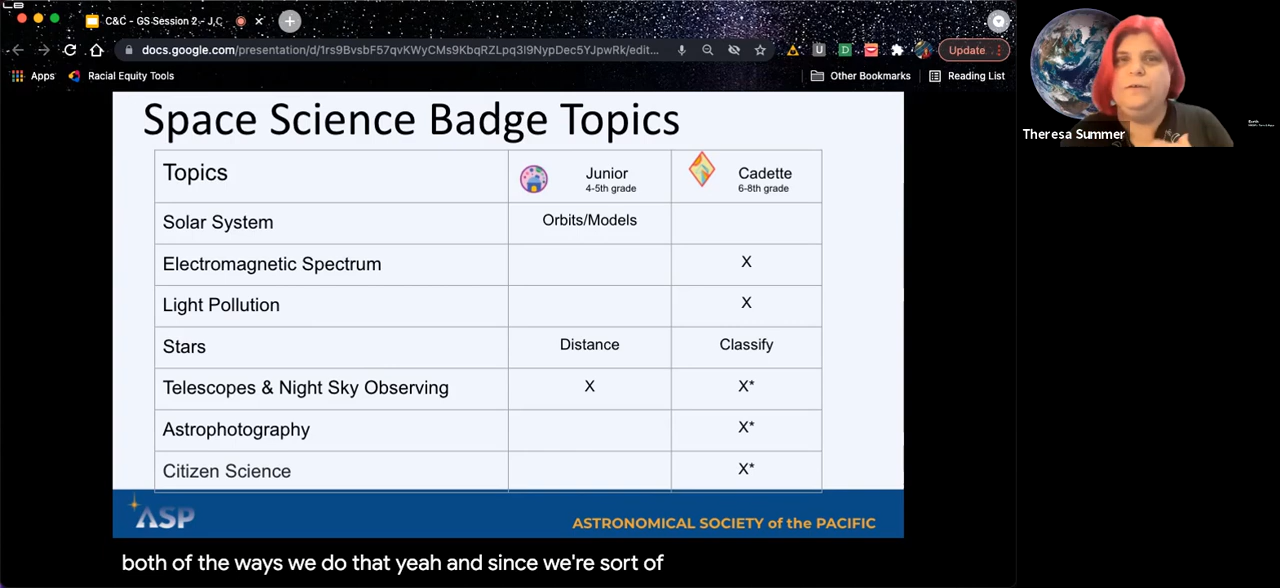 C&C - GS Session 2 - J,C
docs.google.com/presentation/d/1rs9BvsbF57qvKWyCMs9KbqRZLpq3I9NypDec5YJpwRk/edit...
Update
Apps
Racial Equity Tools
Other Bookmarks
Reading List
Theresa Summer
Space Science Badge Topics
Topics Junior Cadette
4-5th grade 6-8th grade
Solar System Orbits/Models
Electromagnetic Spectrum X
Light Pollution X
Stars Distance Classify
Telescopes & Night Sky Observing X X*
Astrophotography X*
Citizen Science X*
ASP
ASTRONOMICAL SOCIETY of the PACIFIC
both of the ways we do that yeah and since we're sort of